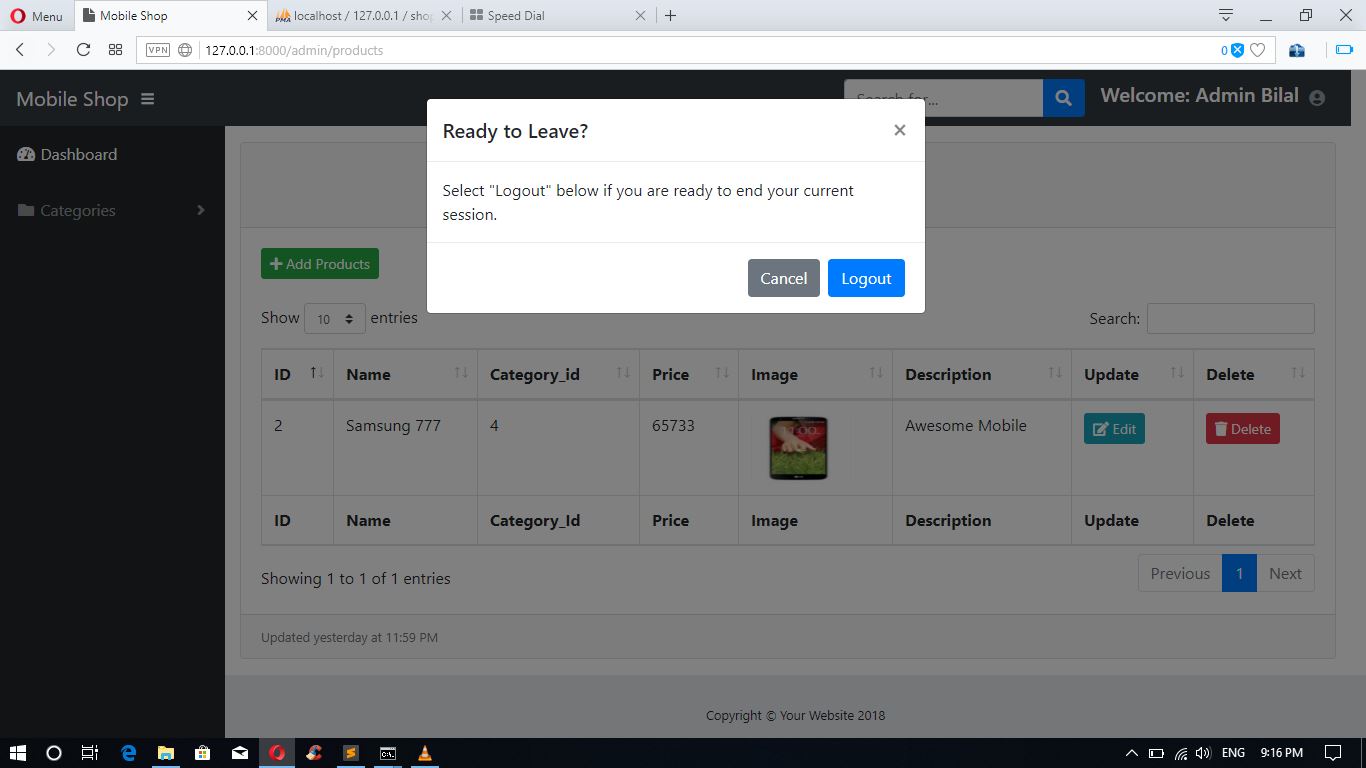 Menu
Mobile Shop
localhost / 127.0.0.1 / shop
Speed Dial
VPN
127.0.0.1:8000/admin/products
0
Mobile Shop
Search for...
Welcome: Admin Bilal
Ready to Leave?
×
Dashboard
Select "Logout" below if you are ready to end your current
session.
Categories
Add Products
Cancel
Logout
Show 10 entries
Search:
ID Name Category_id Price Image Description Update Delete
2 Samsung 777 4 65733 Awesome Mobile Edit Delete
ID Name Category_Id Price Image Description Update Delete
Showing 1 to 1 of 1 entries
Previous 1 Next
Updated yesterday at 11:59 PM
Copyright © Your Website 2018
ENG 9:16 PM